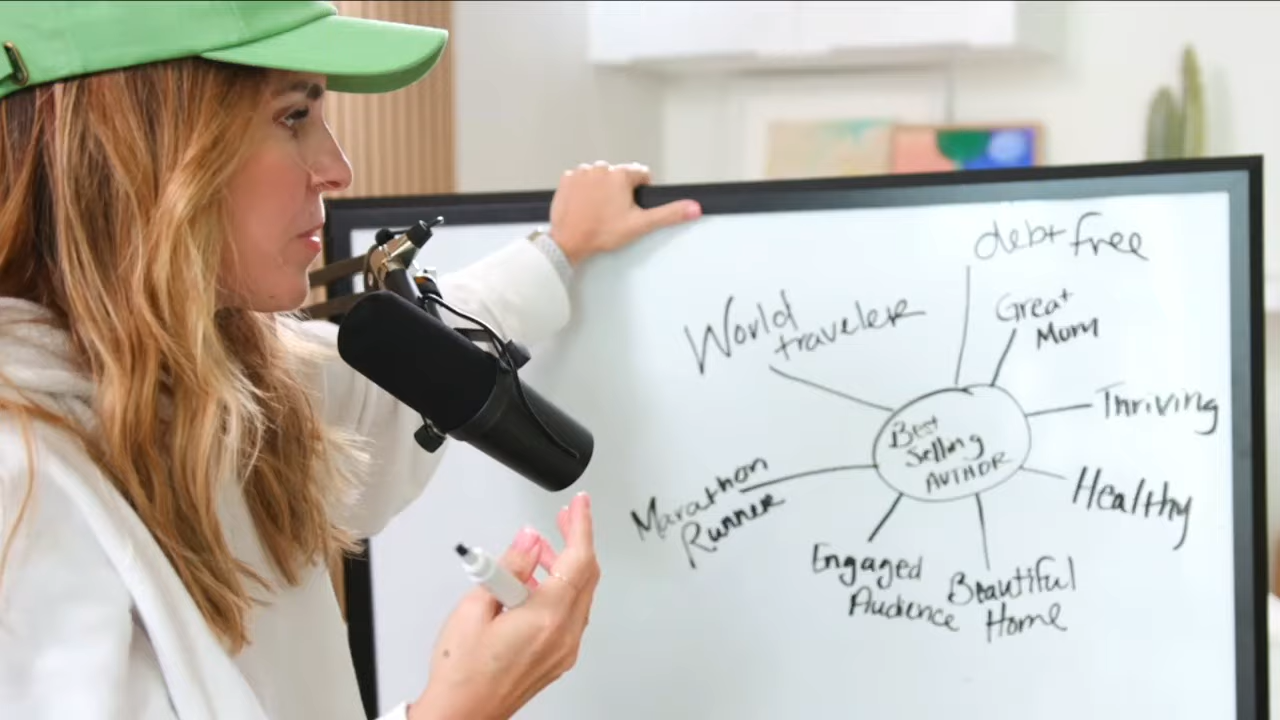 debt free
Great
Mom
World
traveler
Thriving
Best
Selling
AUTHOR
Healthy
Marathon
Runner
Engaged
Audience
Beautiful
Home